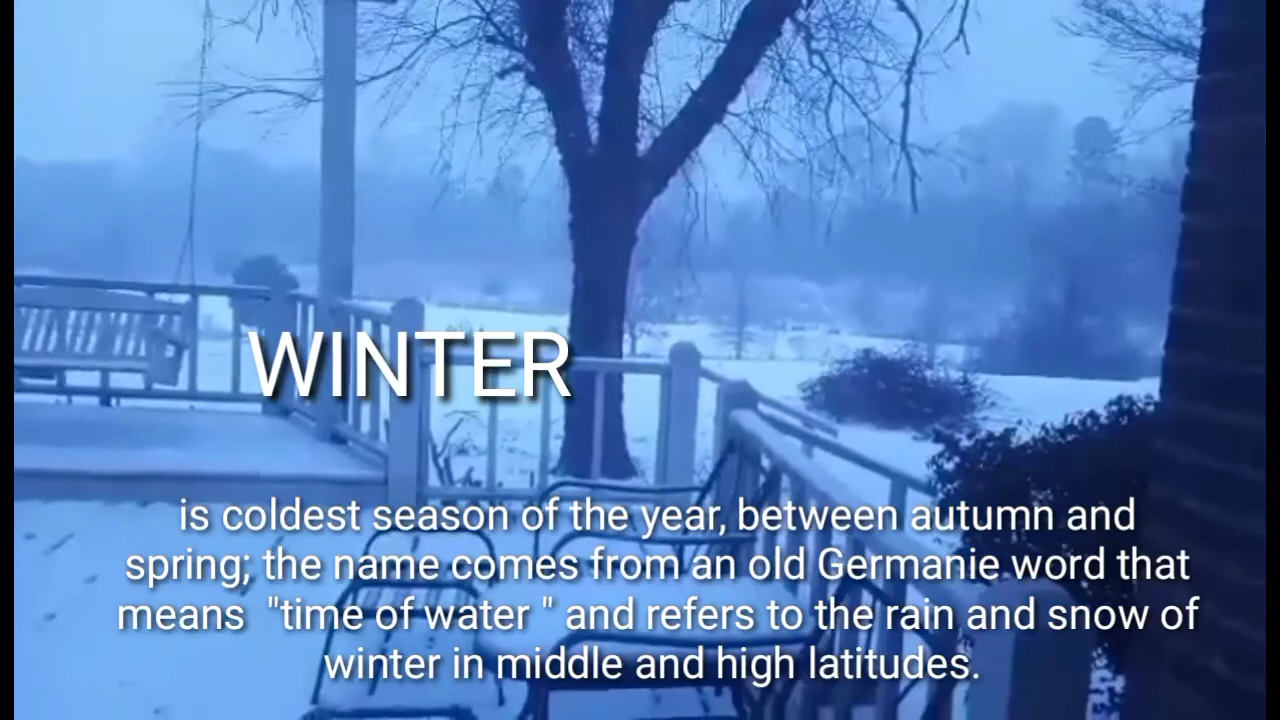 WINTER
is coldest season of the year, between autumn and
spring; the name comes from an old Germanie word that
means  "time of water " and refers to the rain and snow of
winter in middle and high latitudes.